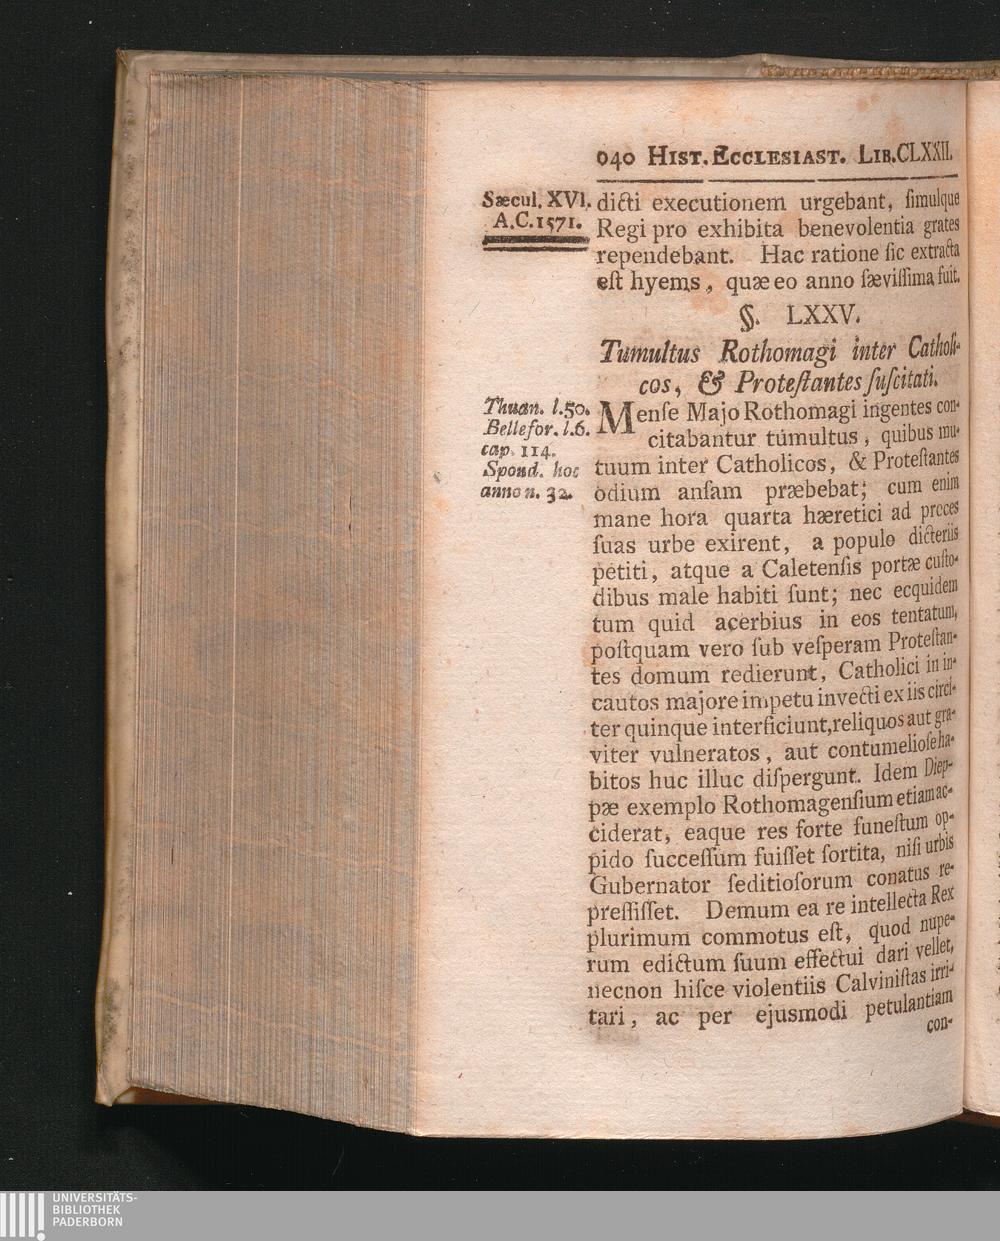 040 HIST. ECCLESIAST. LIB. CLXXII.
Sæcul. XVI.
A.C. 1571.
dicti executionem urgebant, ſimulque
Regi pro exhibita benevolentia grates
rependebant. Hac ratione ſic extracta
eſt hyems, quæ eo anno ſæviſſima fuit.
§. LXXV.
Tumultus Rothomagi inter Catholi-
cos, & Proteſtantes ſuſcitati.
Thuan. l. 50.
Bellefor. l. 6.
cap. 114.
Spond. hoc
anno n. 32.
Menſe Majo Rothomagi ingentes con-
citabantur tumultus, quibus mu-
tuum inter Catholicos, & Proteſtantes
odium anſam præbebat; cum enim
mane hora quarta hæretici ad preces
ſuas urbe exirent, a populo dicteriis
petiti, atque a Caletenſis portæ cuſto-
dibus male habiti ſunt; nec ecquidem
tum quid acerbius in eos tentatum,
poſtquam vero ſub veſperam Proteſtan-
tes domum redierunt, Catholici in in-
cautos majore impetu invecti ex iis circi-
ter quinque interficiunt, reliquos aut gra-
viter vulneratos, aut contumelioſe ha-
bitos huc illuc diſpergunt. Idem Diep-
pæ exemplo Rothomagenſium etiam ac-
ciderat, eaque res forte funeſtum op-
pido ſucceſſum fuiſſet ſortita, niſi urbis
Gubernator ſeditioſorum conatus re-
preſſiſſet. Demum ea re intellecta Rex
plurimum commotus eſt, quod nupe-
rum edictum ſuum effectui dari vellet,
necnon hiſce violentiis Calviniſtas irri-
tari, ac per ejusmodi petulantiam
con-
UNIVERSITÄTS-
BIBLIOTHEK
PADERBORN